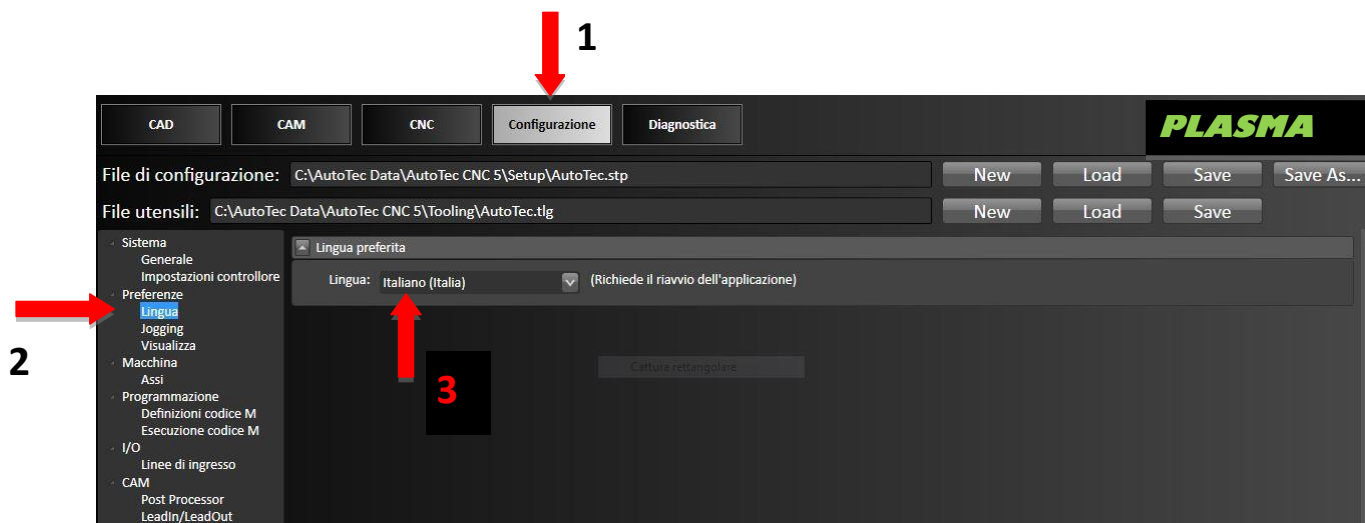 1
CAD CAM CNC Configurazione Diagnostica PLASMA
File di configurazione: C:\AutoTec Data\AutoTec CNC 5\Setup\AutoTec.stp New Load Save Save As...
File utensili: C:\AutoTec Data\AutoTec CNC 5\Tooling\AutoTec.tlg New Load Save
Sistema
Generale
Impostazioni controllore
Preferenze
Lingua
Jogging
Visualizza
Macchina
Assi
Programmazione
Definizioni codice M
Esecuzione codice M
I/O
Linee di ingresso
CAM
Post Processor
LeadIn/LeadOut
Lingua preferita
Lingua: Italiano (Italia) (Richiede il riavvio dell'applicazione)
Cattura rettangolare
2
3